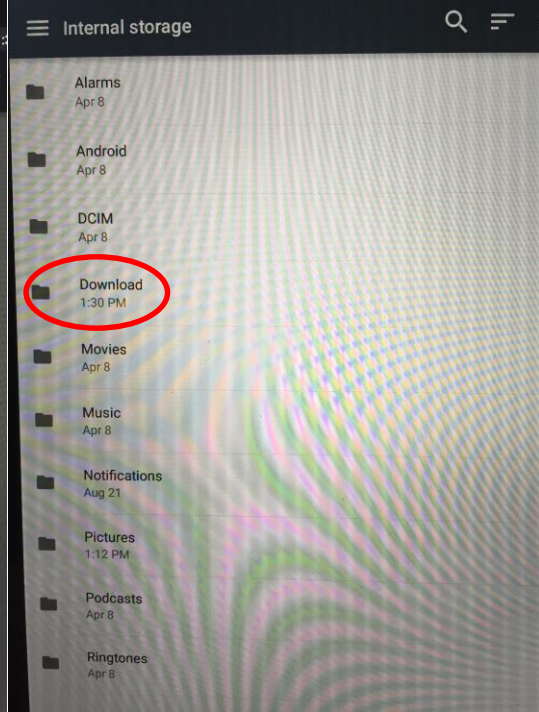 Internal storage
Alarms
Apr 8
Android
Apr 8
DCIM
Apr 8
Download
1:30 PM
Movies
Apr 8
Music
Apr 8
Notifications
Aug 21
Pictures
1:12 PM
Podcasts
Apr 8
Ringtones
Apr 8